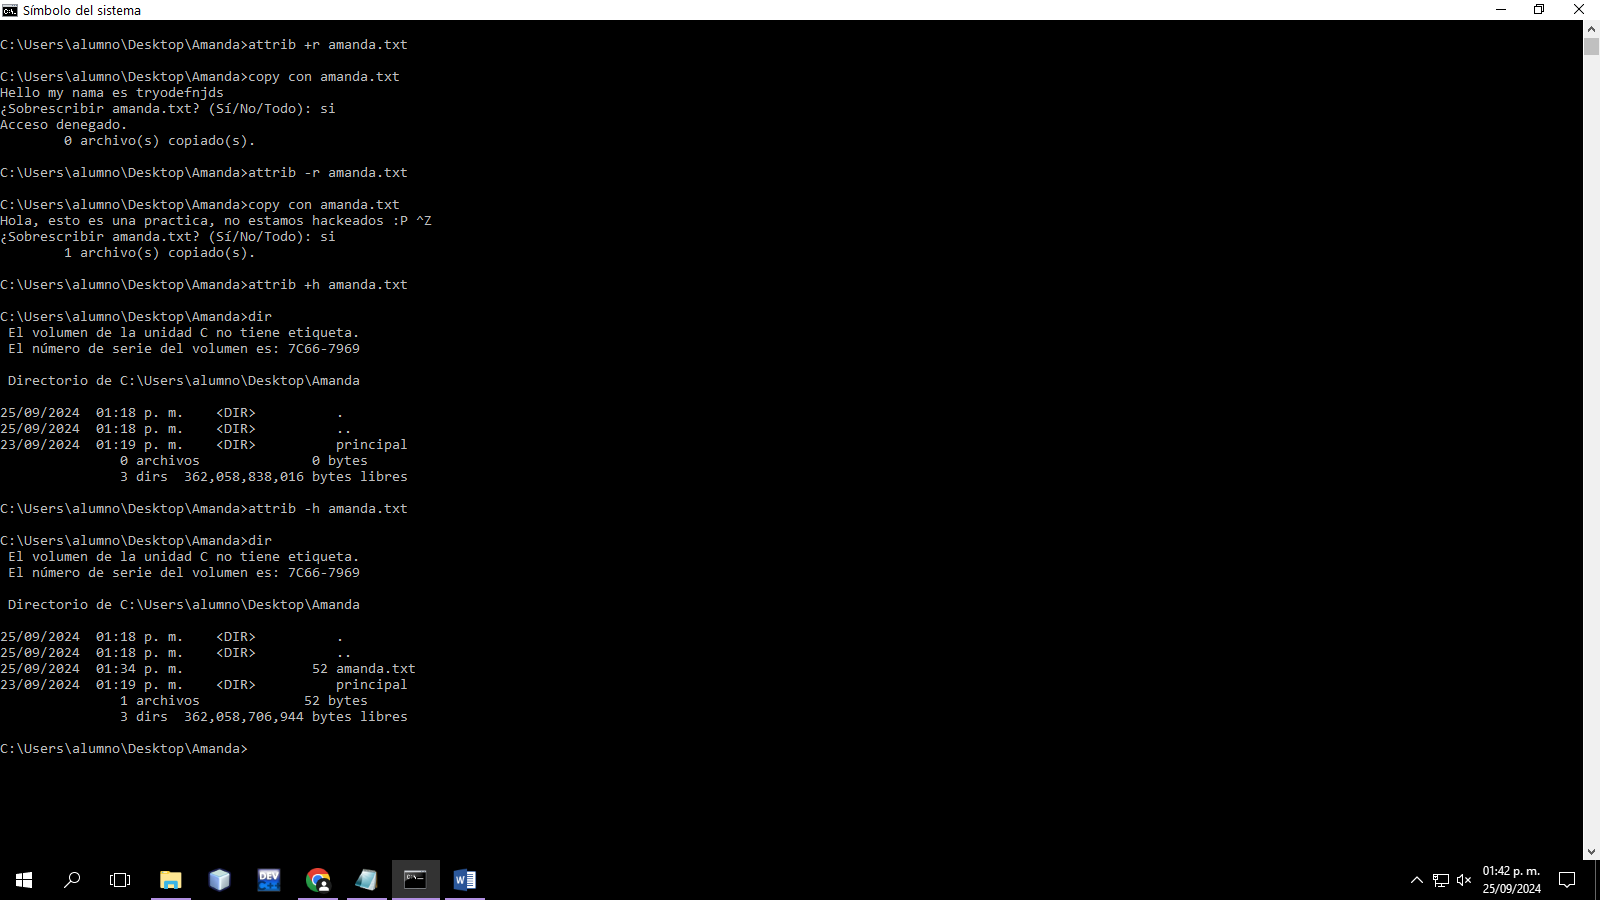 Símbolo del sistema
C:\Users\alumno\Desktop\Amanda>attrib +r amanda.txt
C:\Users\alumno\Desktop\Amanda>copy con amanda.txt
Hello my nama es tryodefnjds
¿Sobrescribir amanda.txt? (Sí/No/Todo): si
Acceso denegado.
        0 archivo(s) copiado(s).
C:\Users\alumno\Desktop\Amanda>attrib -r amanda.txt
C:\Users\alumno\Desktop\Amanda>copy con amanda.txt
Hola, esto es una practica, no estamos hackeados :P ^Z
¿Sobrescribir amanda.txt? (Sí/No/Todo): si
        1 archivo(s) copiado(s).
C:\Users\alumno\Desktop\Amanda>attrib +h amanda.txt
C:\Users\alumno\Desktop\Amanda>dir
 El volumen de la unidad C no tiene etiqueta.
 El número de serie del volumen es: 7C66-7969
 Directorio de C:\Users\alumno\Desktop\Amanda
25/09/2024  01:18 p. m.    <DIR>          .
25/09/2024  01:18 p. m.    <DIR>          ..
23/09/2024  01:19 p. m.    <DIR>          principal
               0 archivos              0 bytes
               3 dirs  362,058,838,016 bytes libres
C:\Users\alumno\Desktop\Amanda>attrib -h amanda.txt
C:\Users\alumno\Desktop\Amanda>dir
 El volumen de la unidad C no tiene etiqueta.
 El número de serie del volumen es: 7C66-7969
 Directorio de C:\Users\alumno\Desktop\Amanda
25/09/2024  01:18 p. m.    <DIR>          .
25/09/2024  01:18 p. m.    <DIR>          ..
25/09/2024  01:34 p. m.                52 amanda.txt
23/09/2024  01:19 p. m.    <DIR>          principal
               1 archivos             52 bytes
               3 dirs  362,058,706,944 bytes libres
C:\Users\alumno\Desktop\Amanda>
DEV
01:42 p. m.
25/09/2024